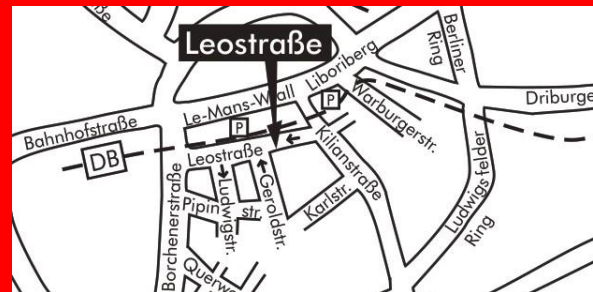 Leostraße
Berliner
Ring
Liboriberg
Le-Mans-Wall
P
P
Warburgerstr.
Driburge
Bahnhofstraße
DB
Leostraße
Kilianstraße
Ludwigsfelder
Ring
Borchenerstraße
Pipin
str.
Ludwigstr.
Geroldstr.
Karlstr.
Querwe